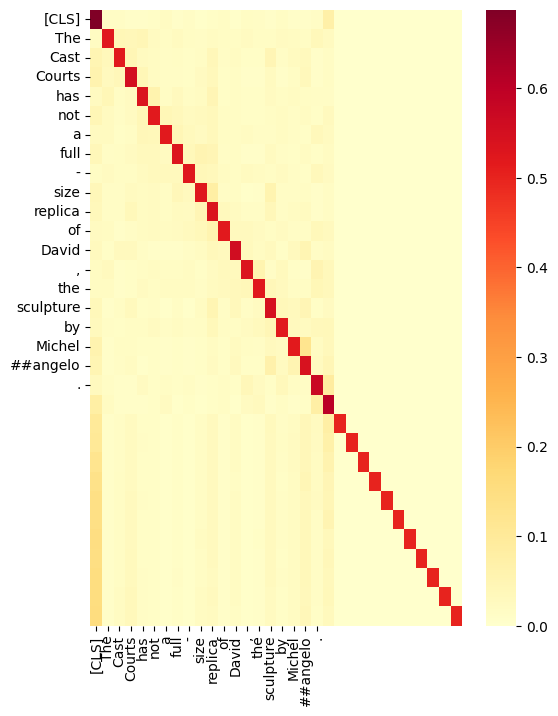 [CLS]
The
Cast
Courts
has
not
a
full
-
size
replica
of
David
,
the
sculpture
by
Michel
##angelo
.
[CLS]
The
Cast
Courts
has
not
a
full
-
size
replica
of
David
,
the
sculpture
by
Michel
##angelo
.
0.6
0.5
0.4
0.3
0.2
0.1
0.0